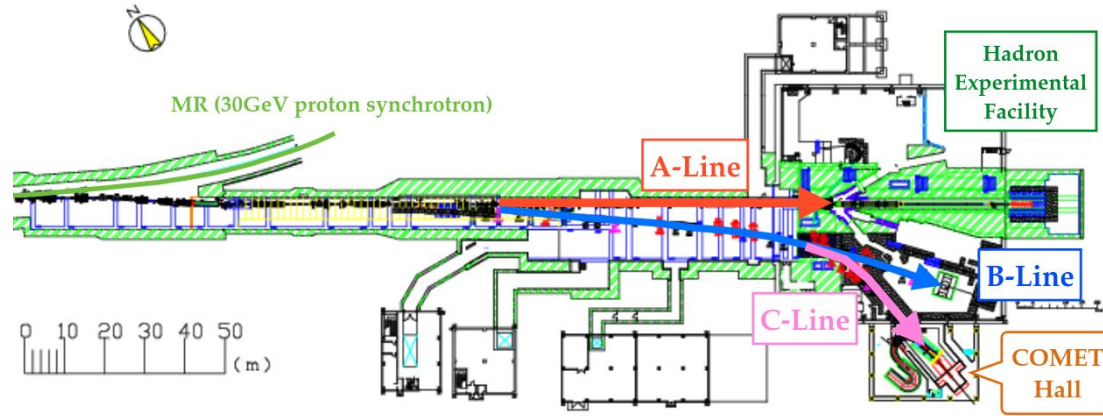 Hadron
Experimental
Facility
MR (30GeV proton synchrotron)
A-Line
B-Line
C-Line
COMET
Hall
0 10 20 30 40 50
(m)